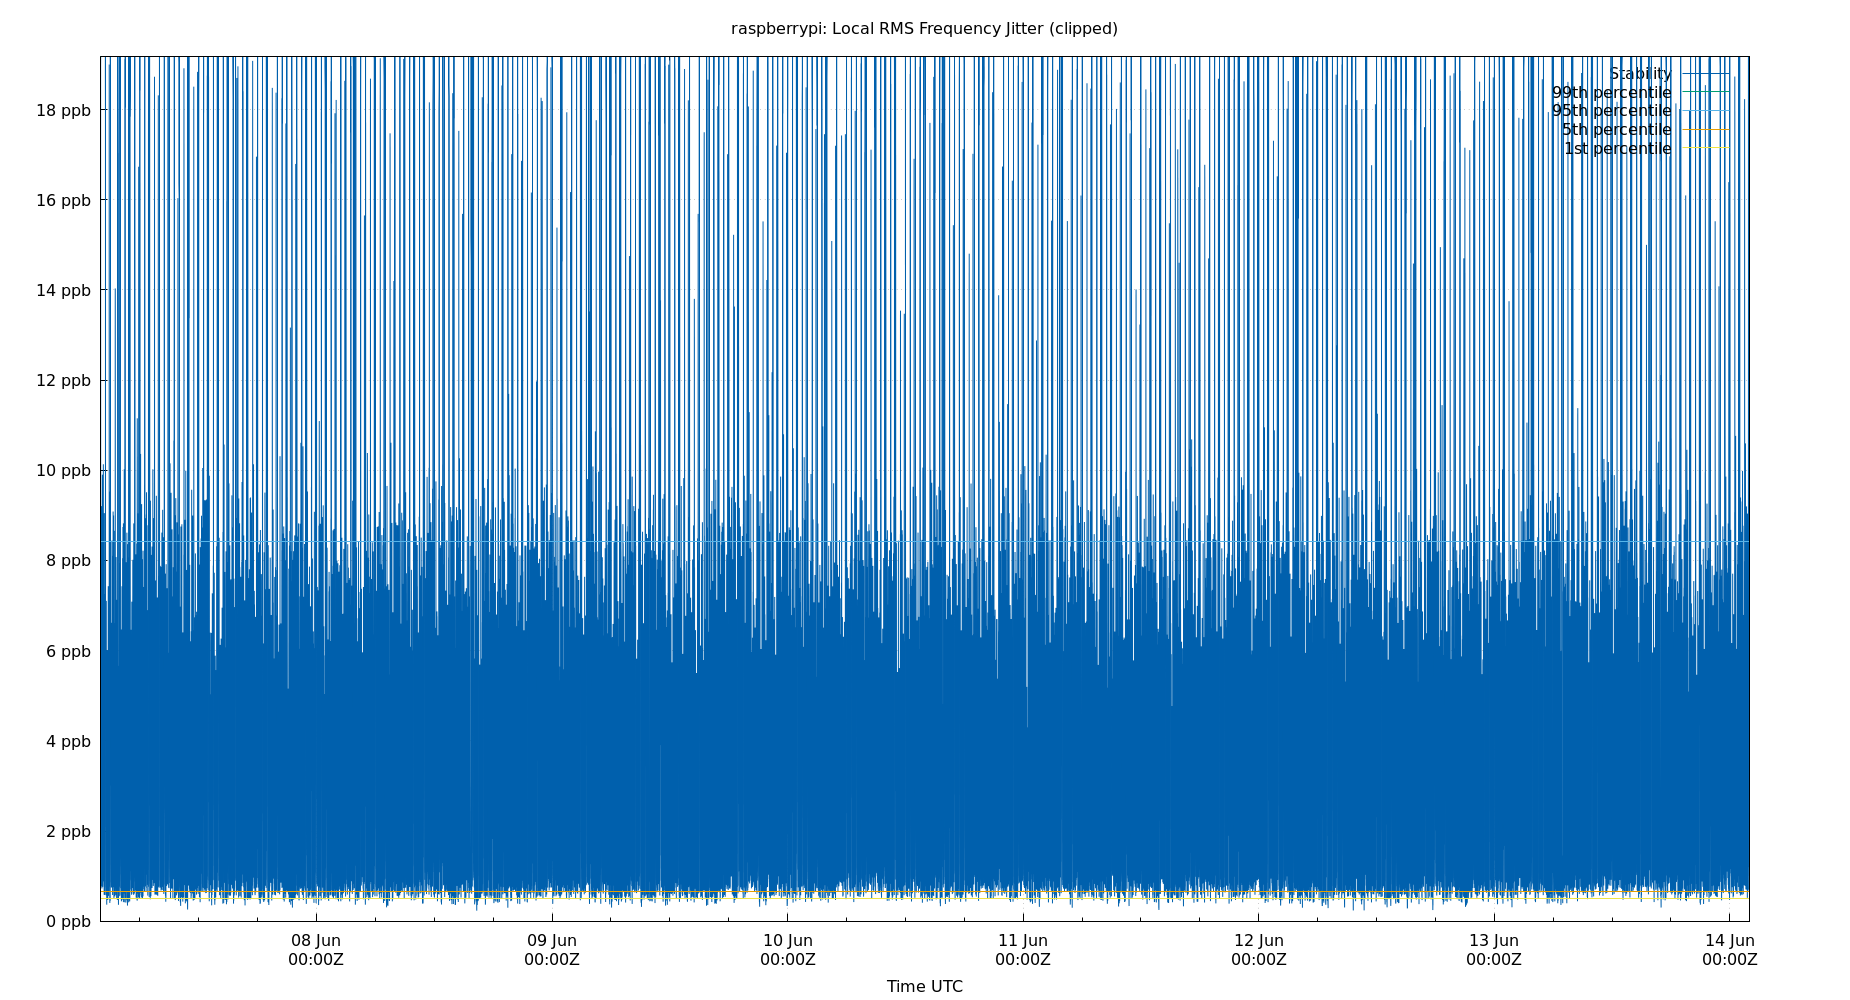 raspberrypi: Local RMS Frequency Jitter (clipped)
Stability
99th percentile
95th percentile
5th percentile
1st percentile
18 ppb
16 ppb
14 ppb
12 ppb
10 ppb
8 ppb
6 ppb
4 ppb
2 ppb
0 ppb
08 Jun 09 Jun 10 Jun 11 Jun 12 Jun 13 Jun 14 Jun
00:00Z 00:00Z 00:00Z 00:00Z 00:00Z 00:00Z 00:00Z
Time UTC